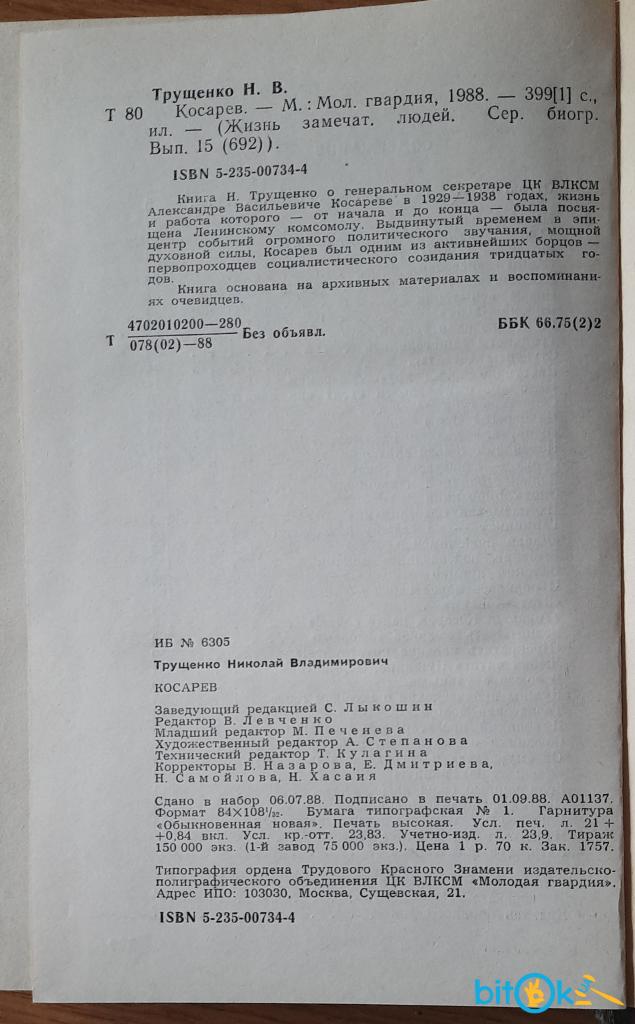 Трущенко Н. В.
Т 80 Косарев. — М. : Мол. гвардия, 1988. — 399[1] с.,
ил. — (Жизнь замечат. людей. Сер. биогр.
Вып. 15 (692)).
ISBN 5-235-00734-4
Книга Н. Трущенко о генеральном секретаре ЦК ВЛКСМ
Александре Васильевиче Косареве в 1929—1938 годах, жизнь
и работа которого — от начала и до конца — была посвя-
щена Ленинскому комсомолу. Выдвинутый временем в эпи-
центр событий огромного политического звучания, мощной
духовной силы, Косарев был одним из активнейших борцов —
первопроходцев социалистического созидания тридцатых го-
дов.
Книга основана на архивных материалах и воспоминани-
ях очевидцев.
Т 4702010200—280
078(02)—88 Без объявл.
ББК 66.75(2)2
ИБ № 6305
Трущенко Николай Владимирович
КОСАРЕВ
Заведующий редакцией С. Лыкошин
Редактор В. Левченко
Младший редактор М. Печенева
Художественный редактор А. Степанова
Технический редактор Т. Кулагина
Корректоры В. Назарова, Е. Дмитриева,
Н. Самойлова, Н. Хасаия
Сдано в набор 06.07.88. Подписано в печать 01.09.88. А01137.
Формат 84×108¹/₃₂. Бумага типографская № 1. Гарнитура
«Обыкновенная новая». Печать высокая. Усл. печ. л. 21 +
+0,84 вкл. Усл. кр.-отт. 23,83. Учетно-изд. л. 23,9. Тираж
150 000 экз. (1-й завод 75 000 экз.). Цена 1 р. 70 к. Зак. 1757.
Типография ордена Трудового Красного Знамени издательско-
полиграфического объединения ЦК ВЛКСМ «Молодая гвардия».
Адрес ИПО: 103030, Москва, Сущевская, 21.
ISBN 5-235-00734-4
bitOk